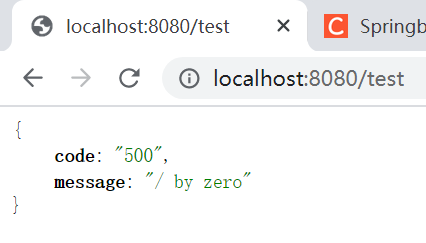 localhost:8080/test
C Springb
localhost:8080/test
{
code: "500",
message: "/ by zero"
}